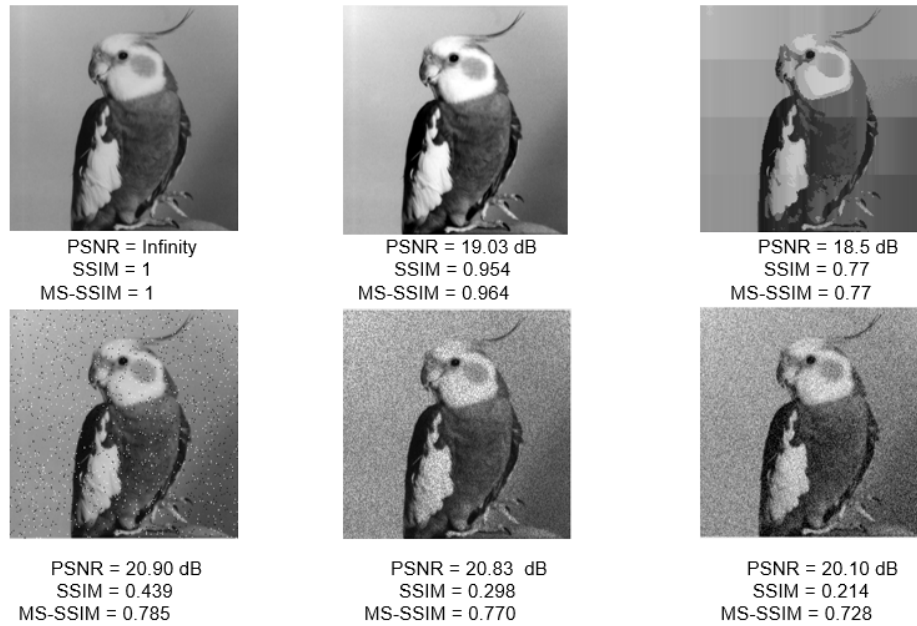 PSNR = Infinity
SSIM = 1
MS-SSIM = 1
PSNR = 19.03 dB
SSIM = 0.954
MS-SSIM = 0.964
PSNR = 18.5 dB
SSIM = 0.77
MS-SSIM = 0.77
PSNR = 20.90 dB
SSIM = 0.439
MS-SSIM = 0.785
PSNR = 20.83 dB
SSIM = 0.298
MS-SSIM = 0.770
PSNR = 20.10 dB
SSIM = 0.214
MS-SSIM = 0.728